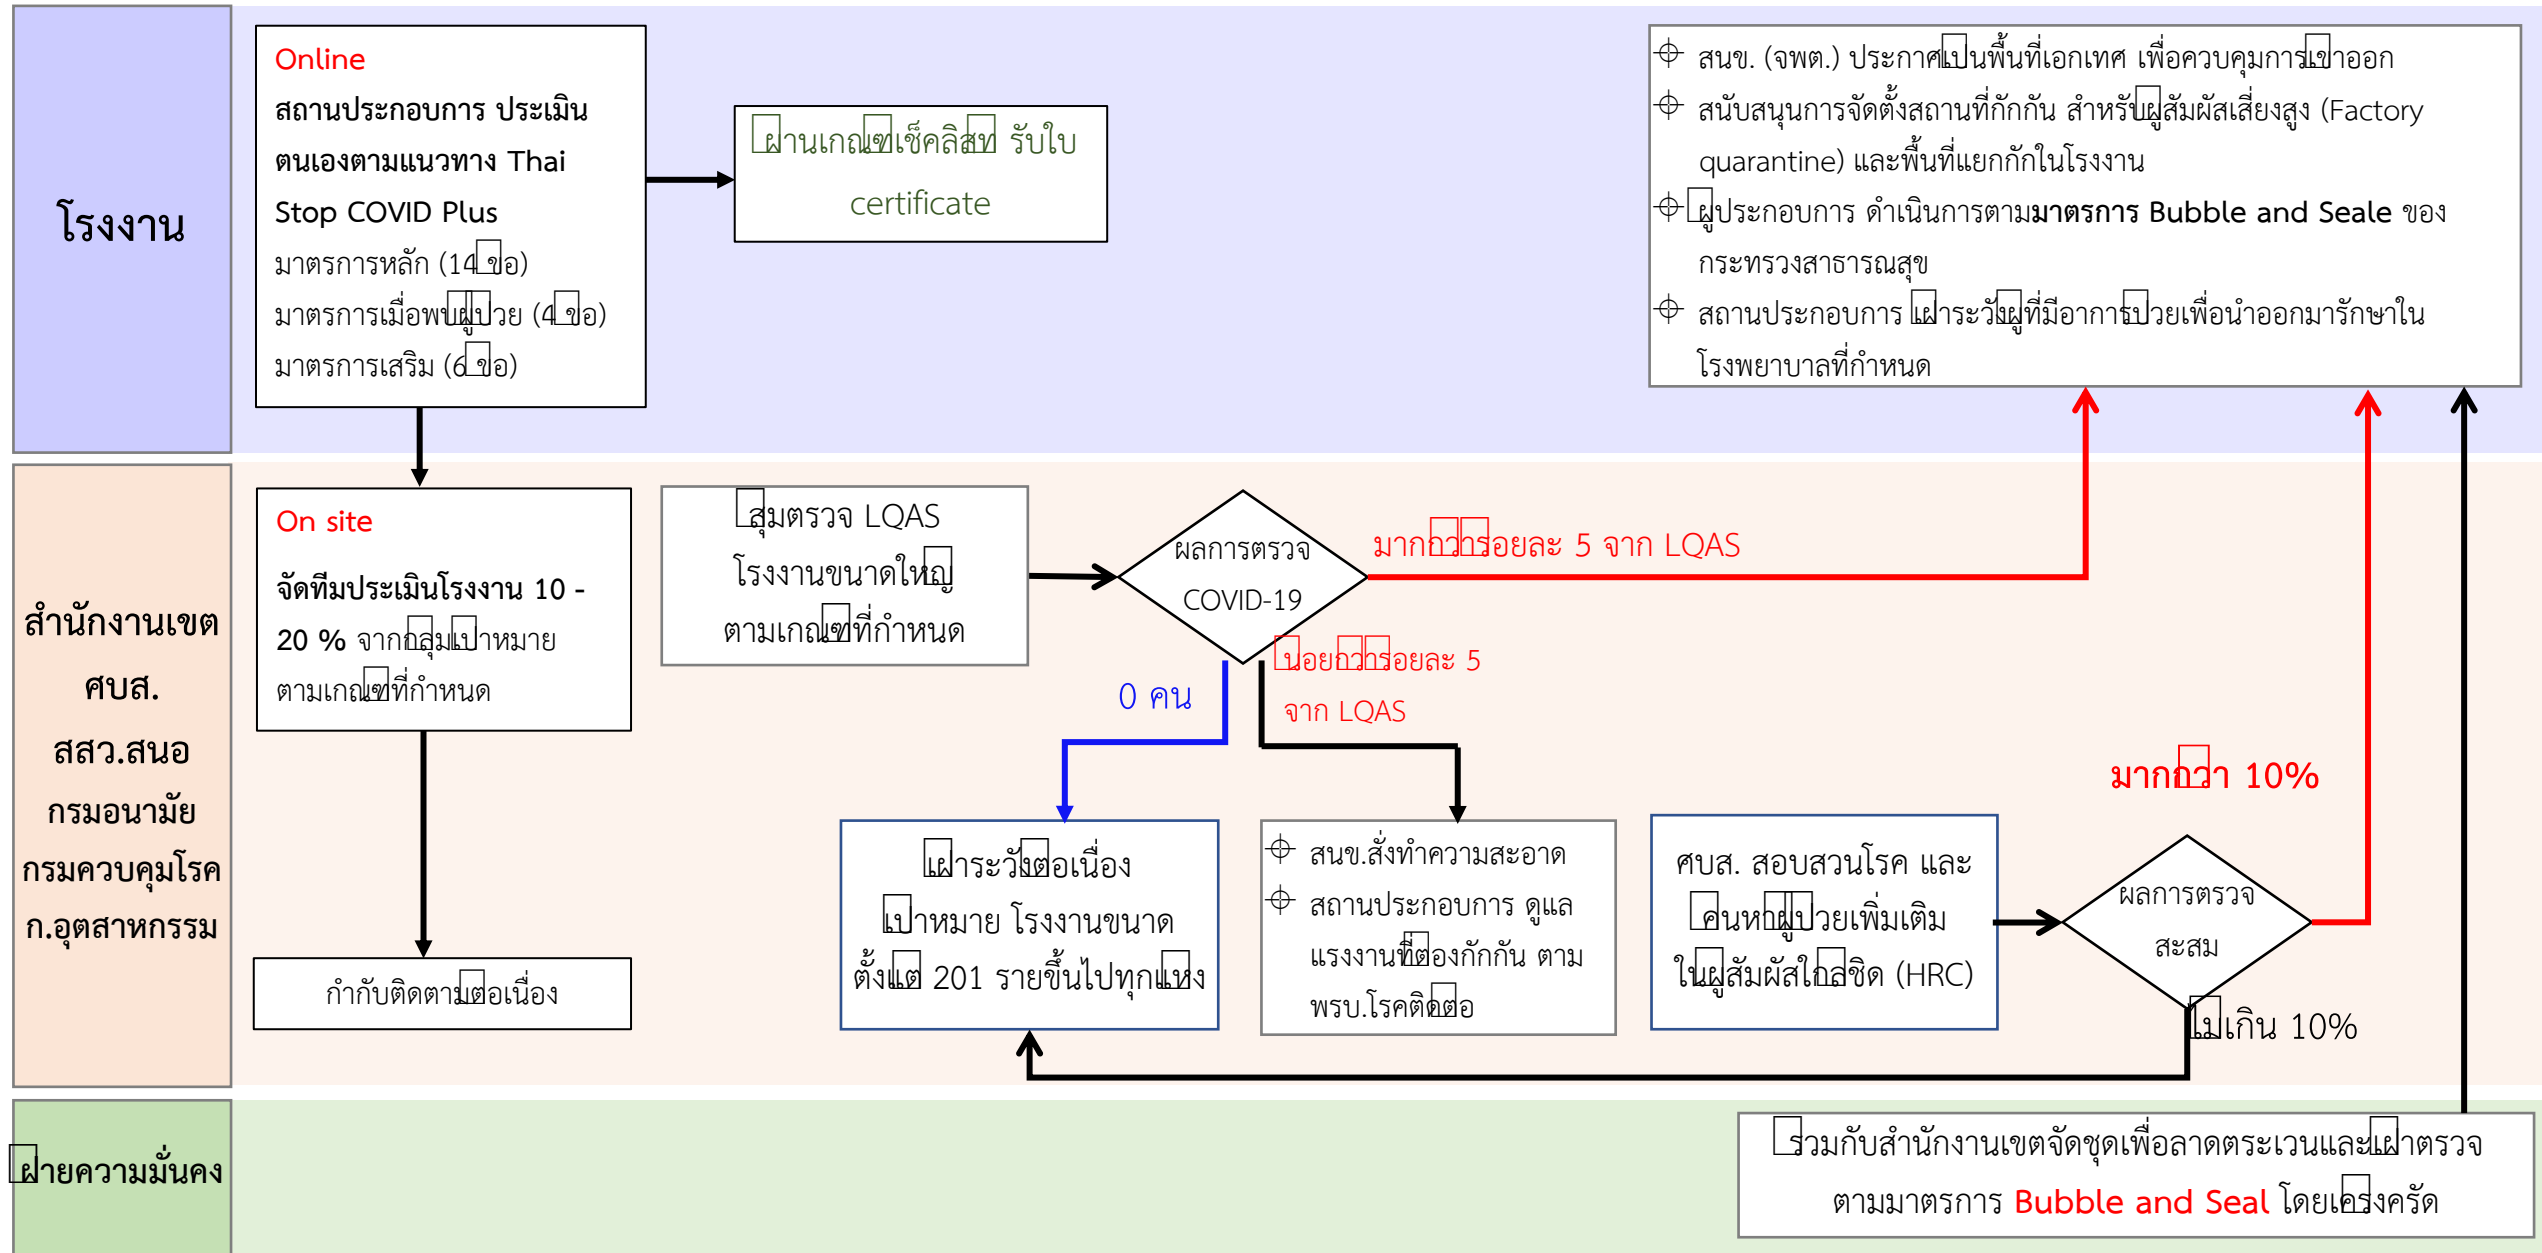 โรงงาน
Online
สถานประกอบการ ประเมิน
ตนเองตามแนวทาง Thai
Stop COVID Plus
มาตรการหลัก (14 ข้อ)
มาตรการเมื่อพบผู้ป่วย (4 ข้อ)
มาตรการเสริม (6 ข้อ)
ผ่านเกณฑ์เช็คลิสท์ รับใบ
certificate
สนข. (จพต.) ประกาศเป็นพื้นที่เอกเทศ เพื่อควบคุมการเข้าออก
สนับสนุนการจัดตั้งสถานที่กักกัน สำหรับผู้สัมผัสเสี่ยงสูง (Factory
quarantine) และพื้นที่แยกกักในโรงงาน
ผู้ประกอบการ ดำเนินการตามมาตรการ Bubble and Seale ของ
กระทรวงสาธารณสุข
สถานประกอบการ เฝ้าระวังผู้ที่มีอาการป่วยเพื่อนำออกมารักษาใน
โรงพยาบาลที่กำหนด
สำนักงานเขต
ศบส.
สสว.สนอ
กรมอนามัย
กรมควบคุมโรค
ก.อุตสาหกรรม
On site
จัดทีมประเมินโรงงาน 10 -
20 % จากกลุ่มเป้าหมาย
ตามเกณฑ์ที่กำหนด
กำกับติดตามต่อเนื่อง
สุ่มตรวจ LQAS
โรงงานขนาดใหญ่
ตามเกณฑ์ที่กำหนด
ผลการตรวจ
COVID-19
มากกว่าร้อยละ 5 จาก LQAS
น้อยกว่าร้อยละ 5
จาก LQAS
0 คน
เฝ้าระวังต่อเนื่อง
เป้าหมาย โรงงานขนาด
ตั้งแต่ 201 รายขึ้นไปทุกแห่ง
สนข.สั่งทำความสะอาด
สถานประกอบการ ดูแล
แรงงานที่ต้องกักกัน ตาม
พรบ.โรคติดต่อ
ศบส. สอบสวนโรค และ
ค้นหาผู้ป่วยเพิ่มเติม
ในผู้สัมผัสใกล้ชิด (HRC)
ผลการตรวจ
สะสม
มากกว่า 10%
ไม่เกิน 10%
ฝ่ายความมั่นคง
ร่วมกับสำนักงานเขตจัดชุดเพื่อลาดตระเวนและเฝ้าตรวจ
ตามมาตรการ Bubble and Seal โดยเคร่งครัด